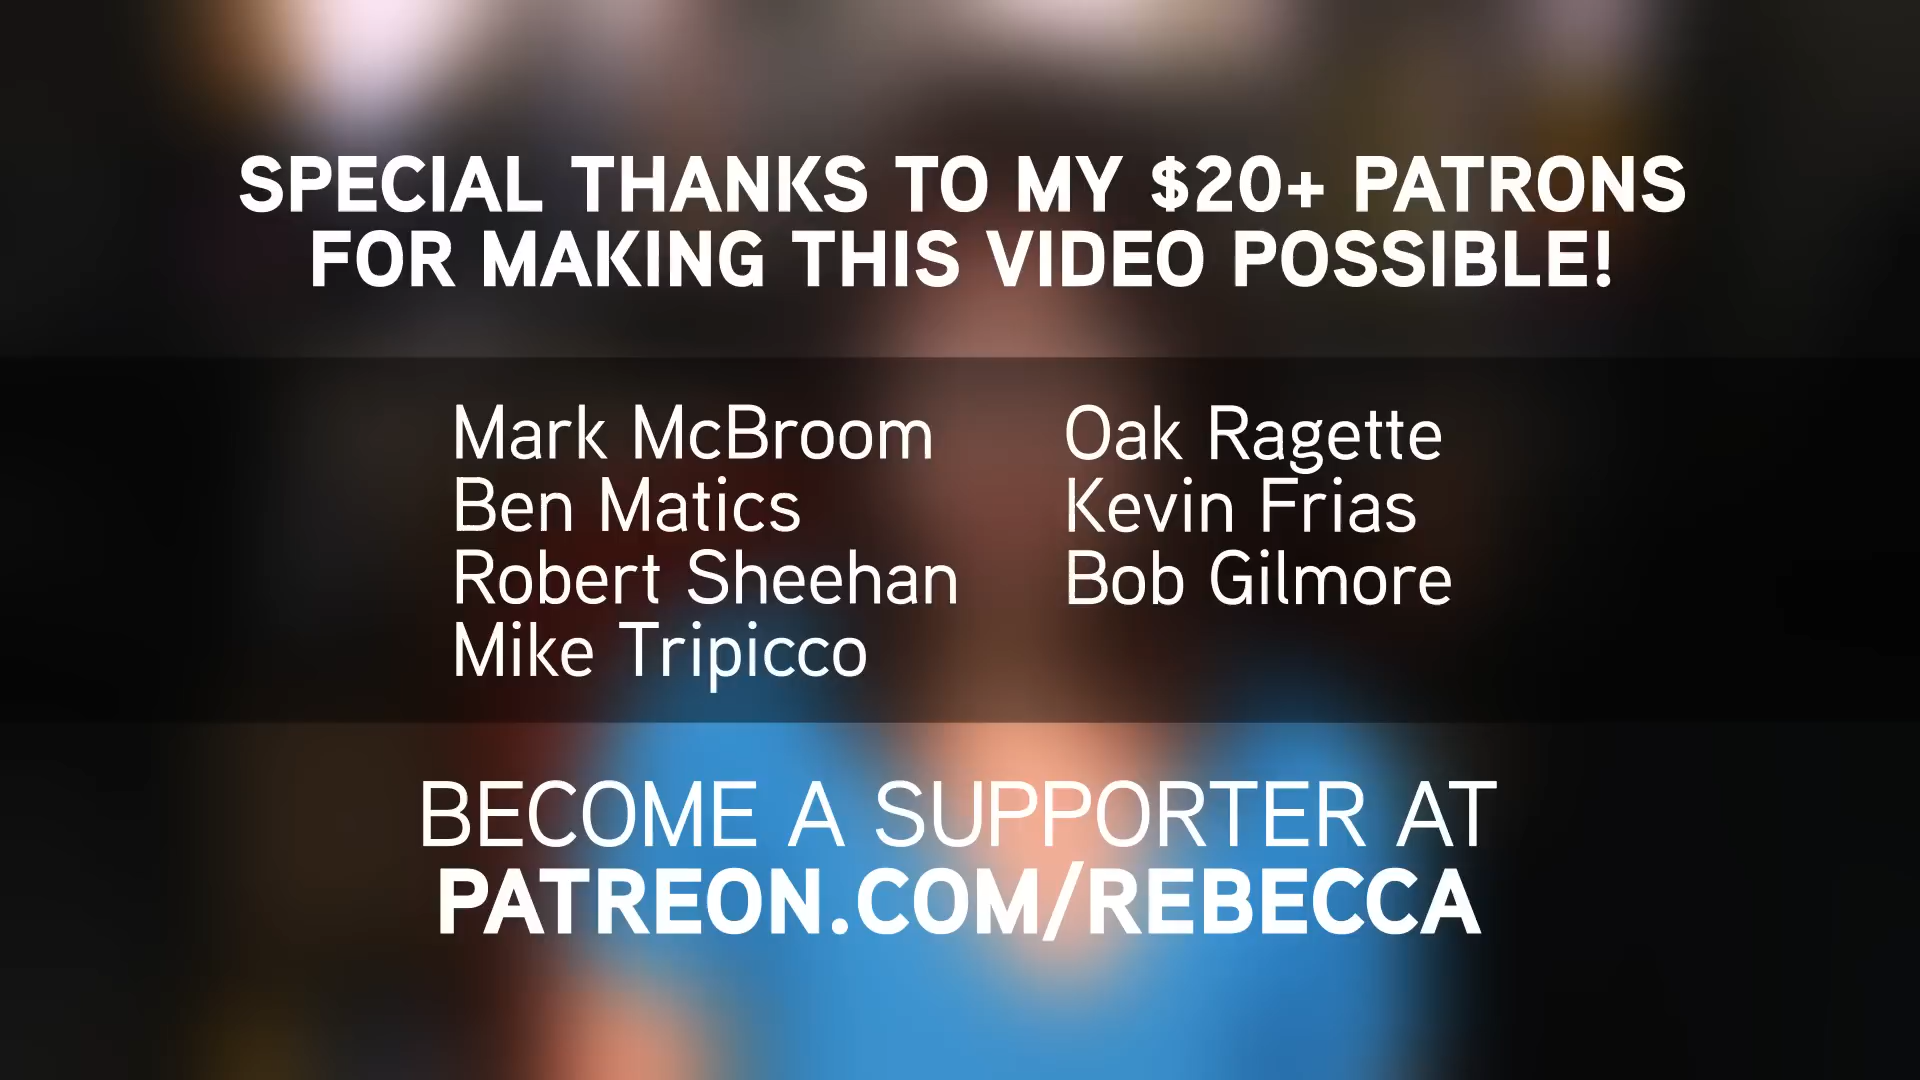 SPECIAL THANKS TO MY $20+ PATRONS
FOR MAKING THIS VIDEO POSSIBLE!
Mark McBroom
Ben Matics
Robert Sheehan
Mike Tripicco
Oak Ragette
Kevin Frias
Bob Gilmore
BECOME A SUPPORTER AT
PATREON.COM/REBECCA